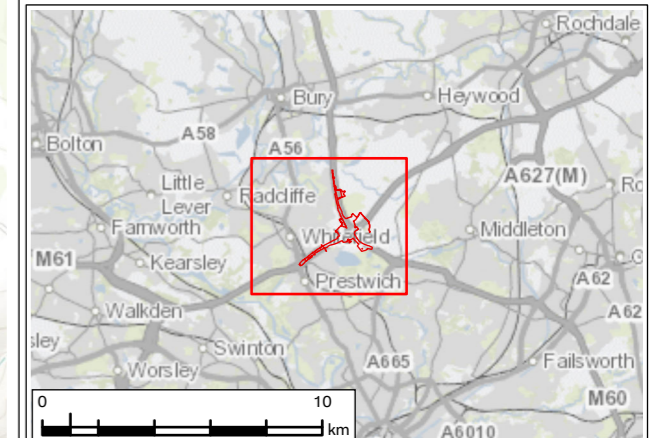 Rochdale
Bury
Heywood
A58
Bolton
A56
A627(M)
Little
Lever
Radcliffe
Ro
Farnworth
Whitefield
Middleton
M61
Kearsley
Prestwich
A62
Walkden
A62
sley
Swinton
A665
Failsworth
Worsley
0
10
M60
km
A6010